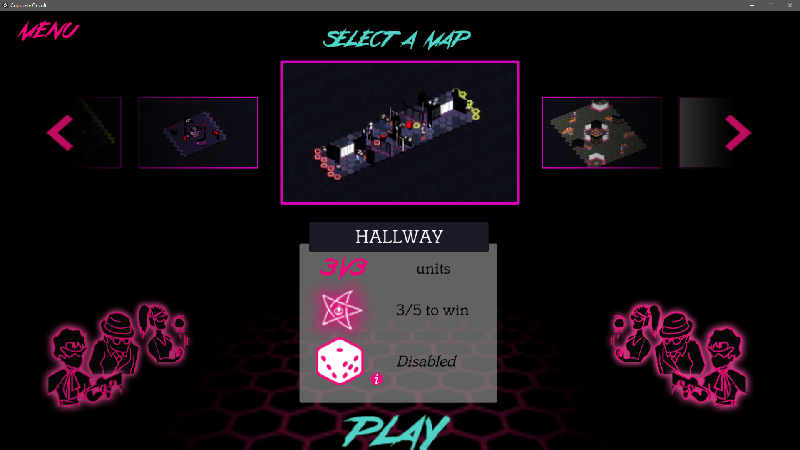 MENU
SELECT A MAP
HALLWAY
3V3 units
3/5 to win
Disabled
i
PLAY